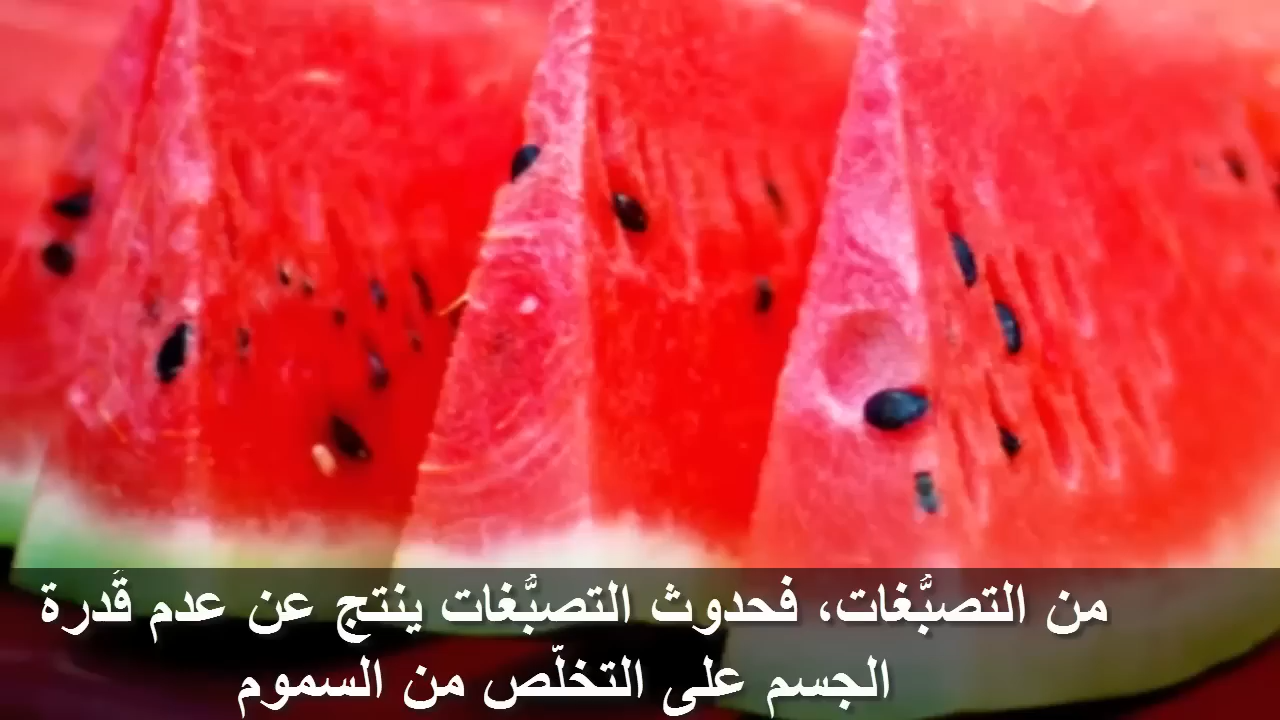 من التصبُّغات، فحدوث التصبُّغات ينتج عن عدم قُدرة
الجسم على التخلّص من السموم